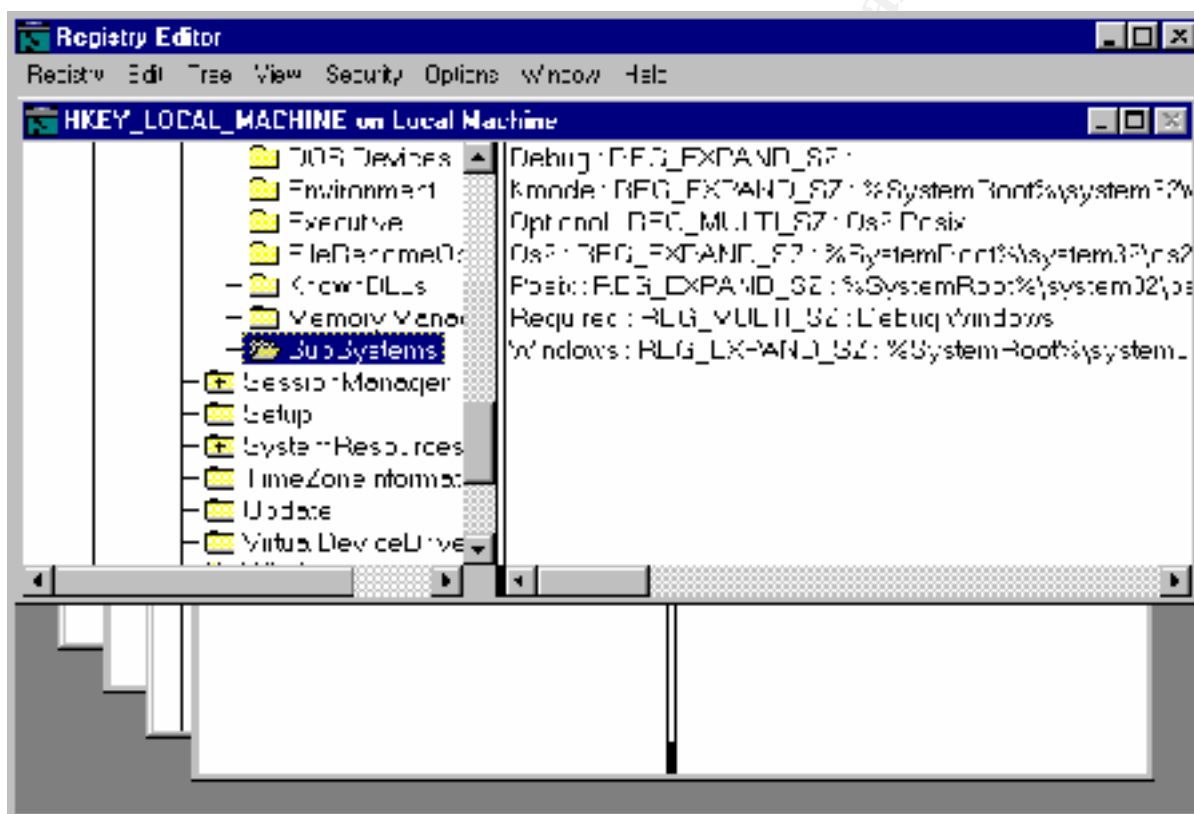 Registry Editor
Registry Edit Tree View Security Options Window Help
HKEY_LOCAL_MACHINE on Local Machine
DOS Devices
Environment
Executive
FileRenameO
KnownDLLs
Memory Manag
SubSystems
SessionManager
Setup
SystemResources
TimeZoneInformat
Update
VirtualDeviceDrive
Debug : REG_EXPAND_SZ :
Kmode : REG_EXPAND_SZ : %SystemRoot%\system32\w
Optional : REG_MULTI_SZ : Os2 Posix
Os2 : REG_EXPAND_SZ : %SystemRoot%\system32\os2
Posix : REG_EXPAND_SZ : %SystemRoot%\system32\ps
Required : REG_MULTI_SZ : Debug Windows
Windows : REG_EXPAND_SZ : %SystemRoot%\system